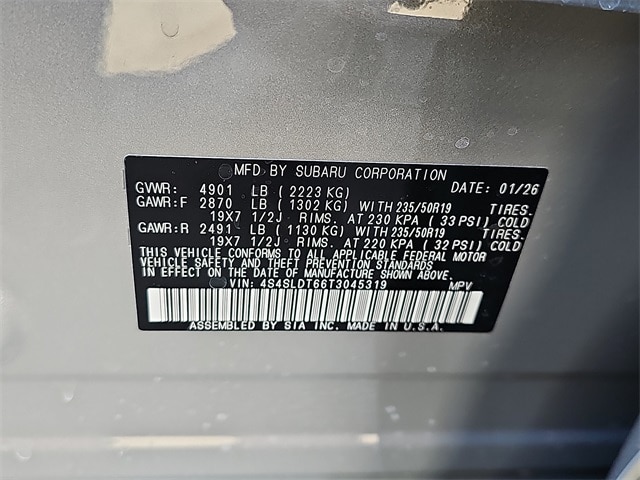 MFD BY SUBARU CORPORATION
GVWR: 4901 LB ( 2223 KG) DATE: 01/26
GAWR:F 2870 LB ( 1302 KG) WITH 235/50R19 TIRES.
19X7 1/2J RIMS. AT 230 KPA ( 33 PSI) COLD
GAWR:R 2491 LB ( 1130 KG) WITH 235/50R19 TIRES.
19X7 1/2J RIMS. AT 220 KPA ( 32 PSI) COLD
THIS VEHICLE CONFORMS TO ALL APPLICABLE FEDERAL MOTOR
VEHICLE SAFETY AND THEFT PREVENTION STANDARDS IN EFFECT
ON THE DATE OF MANUFACTURE SHOWN ABOVE.
VIN: 4S4SLDT66T3045319 MPV
ASSEMBLED BY SIA INC. MADE IN U.S.A.